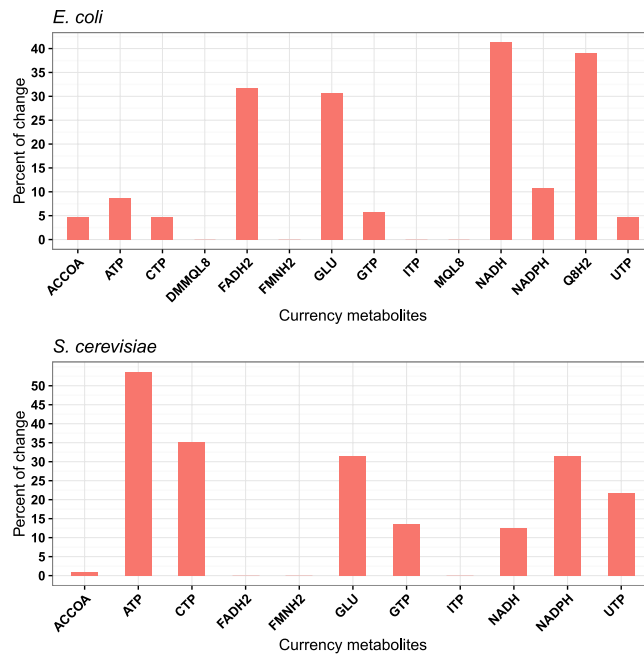 E. coli
Percent of change
40
35
30
25
20
15
10
5
0
ACCOA
ATP
CTP
DMMQL8
FADH2
FMNH2
GLU
GTP
ITP
MQL8
NADH
NADPH
Q8H2
UTP
Currency metabolites
S. cerevisiae
Percent of change
50
45
40
35
30
25
20
15
10
5
0
ACCOA
ATP
CTP
FADH2
FMNH2
GLU
GTP
ITP
NADH
NADPH
UTP
Currency metabolites